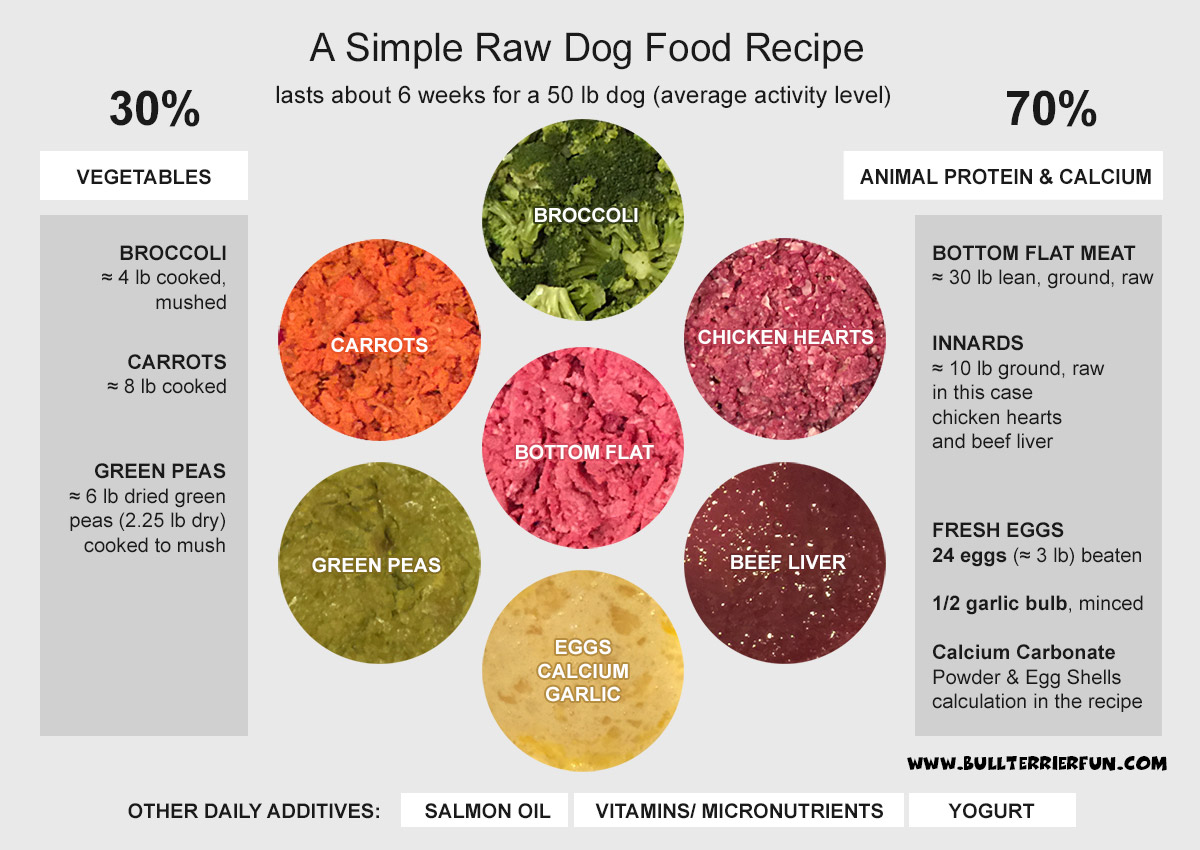 A Simple Raw Dog Food Recipe
lasts about 6 weeks for a 50 lb dog (average activity level)
30%
VEGETABLES
BROCCOLI
≈ 4 lb cooked,
mushed
CARROTS
≈ 8 lb cooked
GREEN PEAS
≈ 6 lb dried green
peas (2.25 lb dry)
cooked to mush
BROCCOLI
CARROTS
CHICKEN HEARTS
BOTTOM FLAT
GREEN PEAS
BEEF LIVER
EGGS
CALCIUM
GARLIC
70%
ANIMAL PROTEIN & CALCIUM
BOTTOM FLAT MEAT
≈ 30 lb lean, ground, raw
INNARDS
≈ 10 lb ground, raw
in this case
chicken hearts
and beef liver
FRESH EGGS
24 eggs (≈ 3 lb) beaten
1/2 garlic bulb, minced
Calcium Carbonate
Powder & Egg Shells
calculation in the recipe
WWW.BULLTERRIERFUN.COM
OTHER DAILY ADDITIVES: SALMON OIL VITAMINS/ MICRONUTRIENTS YOGURT